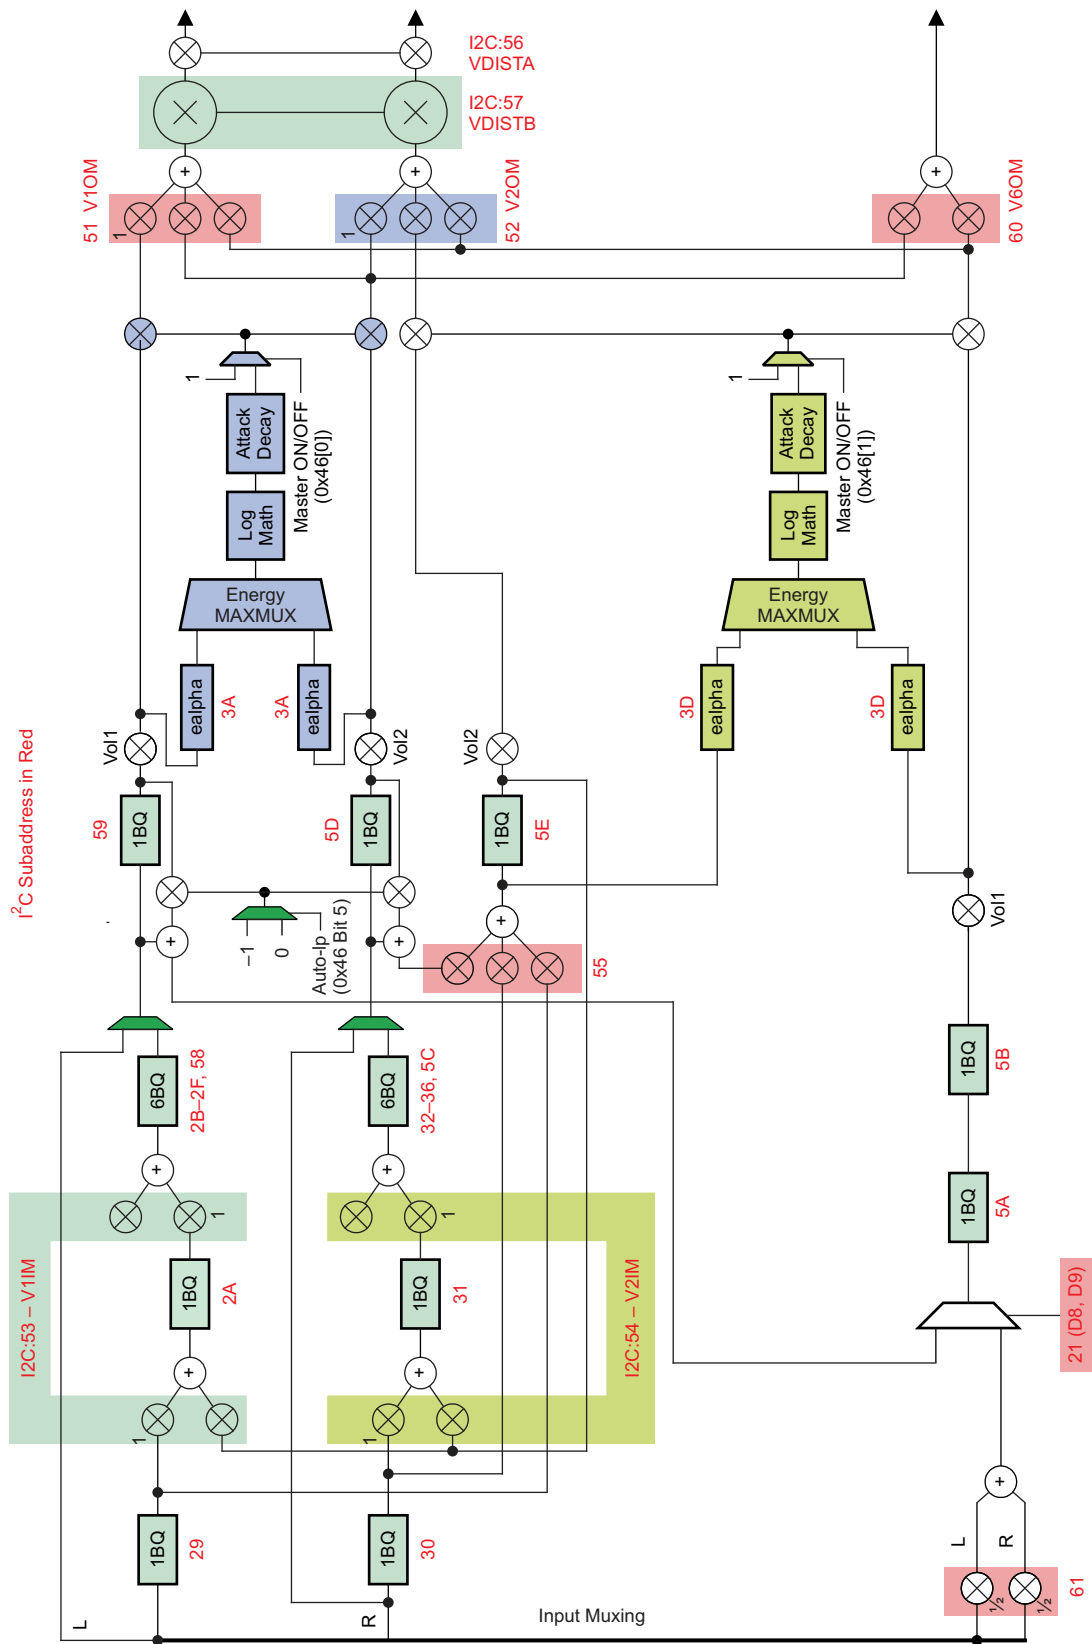 I2C:56
VDISTA
I2C:57
VDISTB
51 V1OM
1
52 V2OM
1
60 V6OM
1
Attack
Decay
Master ON/OFF
(0x46[0])
Log
Math
Energy
MAXMUX
ealpha
3A
ealpha
3A
1
Attack
Decay
Master ON/OFF
(0x46[1])
Log
Math
Energy
MAXMUX
ealpha
3D
ealpha
3D
I²C Subaddress in Red
Vol1
Vol2
Vol2
Vol1
59
1BQ
5D
1BQ
1BQ
5E
–1
0
Auto-lp
(0x46 Bit 5)
55
6BQ
2B–2F, 58
6BQ
32–36, 5C
1BQ
5B
1BQ
5A
I2C:53 – V1IM
1
1BQ
2A
1
1
1BQ
31
1
I2C:54 – V2IM
21 (D8, D9)
1BQ
29
1BQ
30
L
R
L
R
½
½
61
Input Muxing